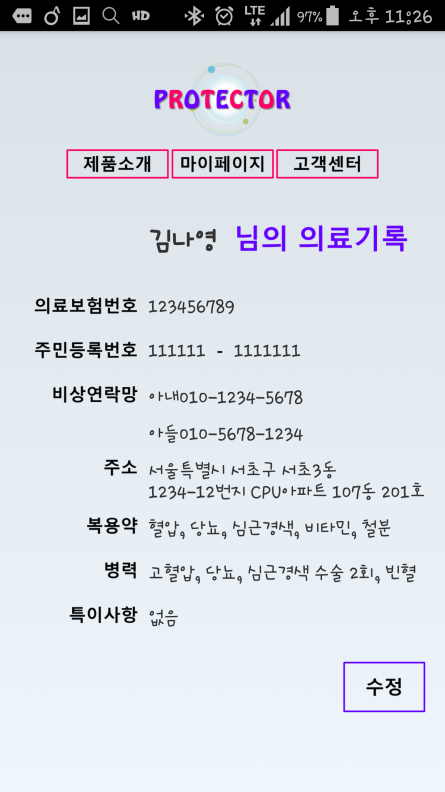 HD LTE 97% 오후 11:26
PROTECTOR
제품소개 마이페이지 고객센터
김나영 님의 의료기록
의료보험번호 123456789
주민등록번호 111111 - 1111111
비상연락망 아내010-1234-5678
아들010-5678-1234
주소 서울특별시 서초구 서초3동
1234-12번지 CPU아파트 107동 201호
복용약 혈압, 당뇨, 심근경색, 비타민, 철분
병력 고혈압, 당뇨, 심근경색 수술 2회, 빈혈
특이사항 없음
수정